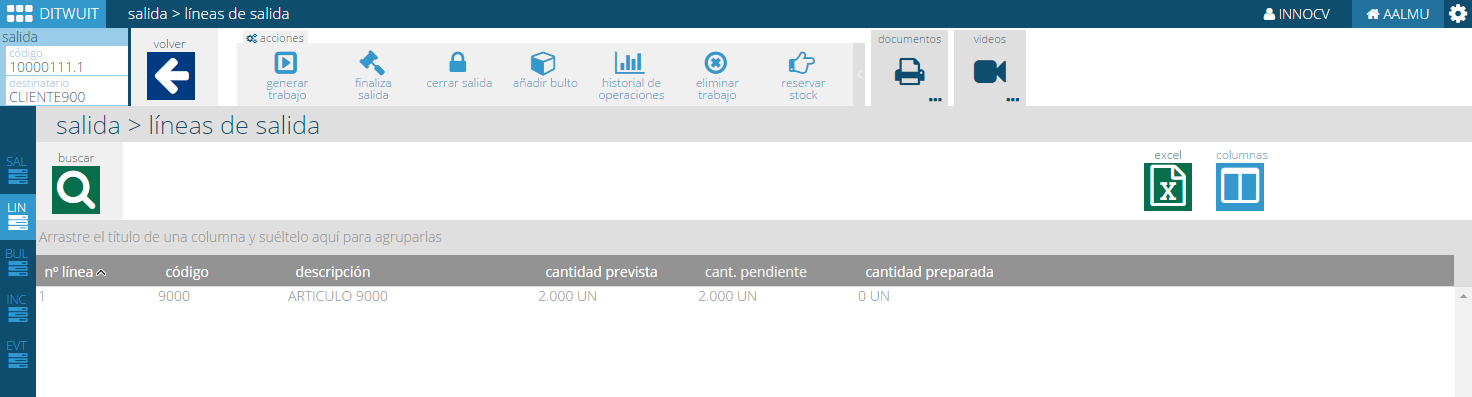 DITWUIT
salida > líneas de salida
INNOCV
AALMU
salida
código
10000111.1
destinatario
CLIENTE900
volver
acciones
generar
trabajo
finaliza
salida
cerrar salida
añadir bulto
historial de
operaciones
eliminar
trabajo
reservar
stock
documentos
videos
salida > líneas de salida
SAL
LIN
BUL
INC
EVT
buscar
excel
columnas
Arrastre el título de una columna y suéltelo aquí para agruparlas
nº línea código descripción cantidad prevista cant. pendiente cantidad preparada
1 9000 ARTICULO 9000 2.000 UN 2.000 UN 0 UN